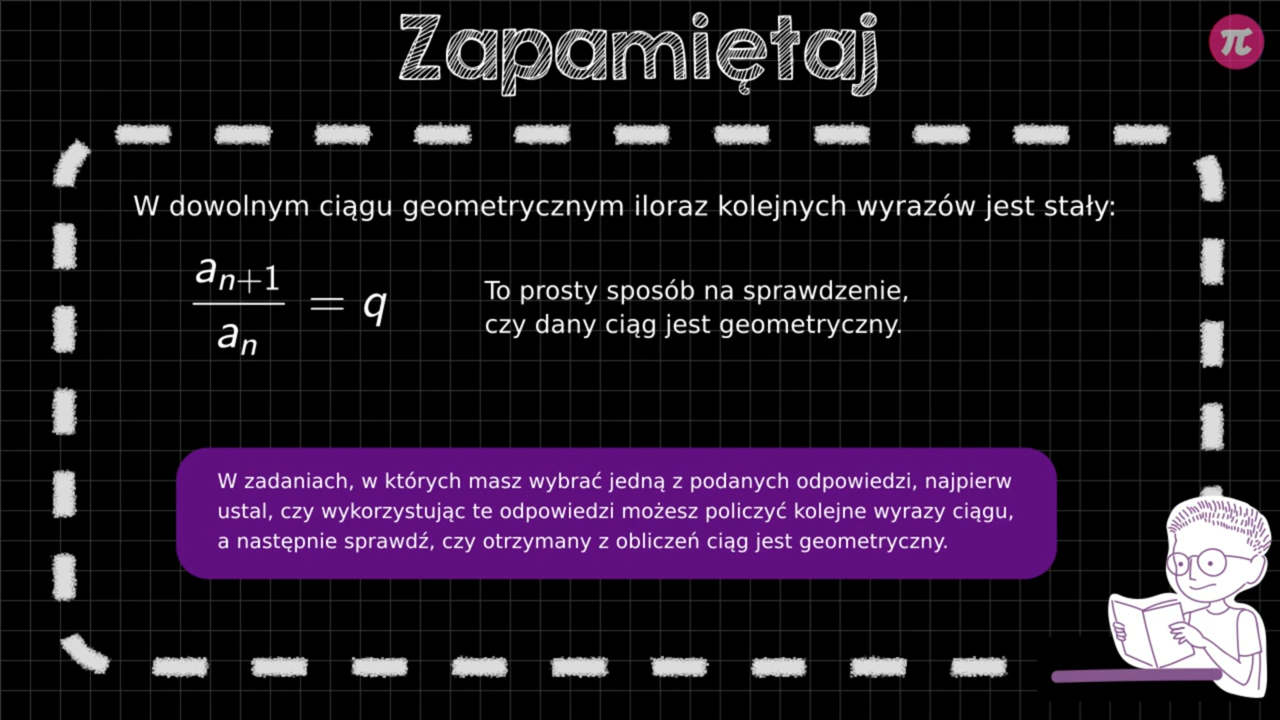 Zapamiętaj
π
W dowolnym ciągu geometrycznym iloraz kolejnych wyrazów jest stały:
a_{n+1}/a_n = q
To prosty sposób na sprawdzenie,
czy dany ciąg jest geometryczny.
W zadaniach, w których masz wybrać jedną z podanych odpowiedzi, najpierw
ustal, czy wykorzystując te odpowiedzi możesz policzyć kolejne wyrazy ciągu,
a następnie sprawdź, czy otrzymany z obliczeń ciąg jest geometryczny.